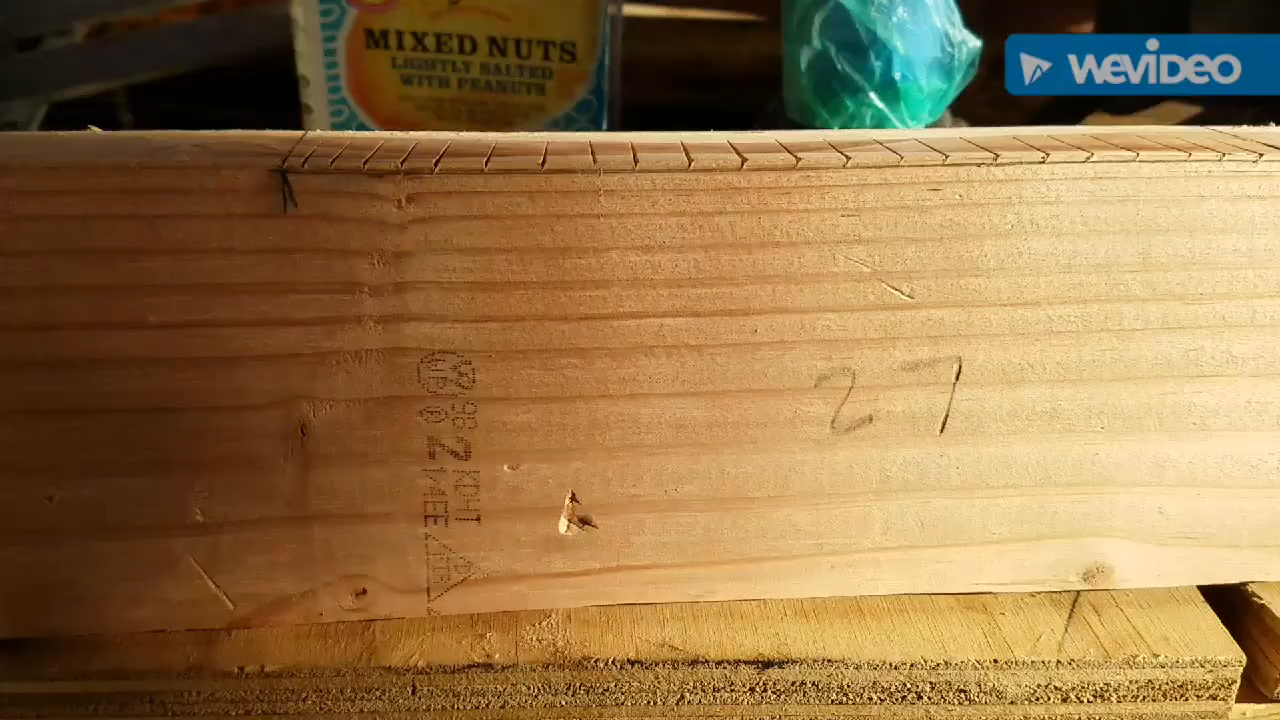 MIXED NUTS
LIGHTLY SALTED
WITH PEANUTS
WEVIDEO
27